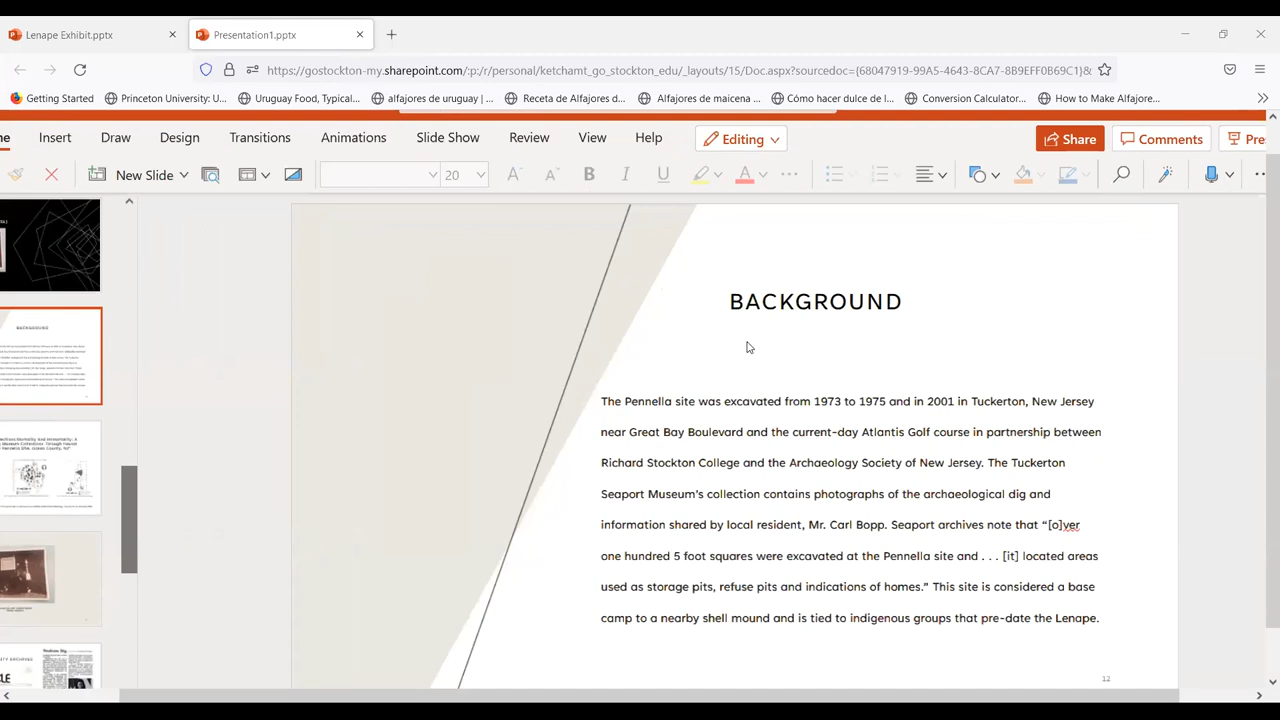 Lenape Exhibit.pptx
Presentation1.pptx
https://gostockton-my.sharepoint.com/:p:/r/personal/ketchamt_go_stockton_edu/_layouts/15/Doc.aspx?sourcedoc={68047919-99A5-4643-8CA7-8B9EFF0B69C1}&
Getting Started Princeton University: U... Uruguay Food, Typical... alfajores de uruguay | ... Receta de Alfajores d... Alfajores de maicena ... Cómo hacer dulce de l... Conversion Calculator... How to Make Alfajore...
me Insert Draw Design Transitions Animations Slide Show Review View Help Editing Share Comments Pre
New Slide 20 B I U A
BACKGROUND
BACKGROUND
The Pennella site was excavated from 1973 to 1975 and in 2001 in Tuckerton, New Jersey
near Great Bay Boulevard and the current-day Atlantis Golf course in partnership between
Richard Stockton College and the Archaeology Society of New Jersey. The Tuckerton
Seaport Museum's collection contains photographs of the archaeological dig and
information shared by local resident, Mr. Carl Bopp. Seaport archives note that “[o]ver
one hundred 5 foot squares were excavated at the Pennella site and . . . [it] located areas
used as storage pits, refuse pits and indications of homes.” This site is considered a base
camp to a nearby shell mound and is tied to indigenous groups that pre-date the Lenape.
12